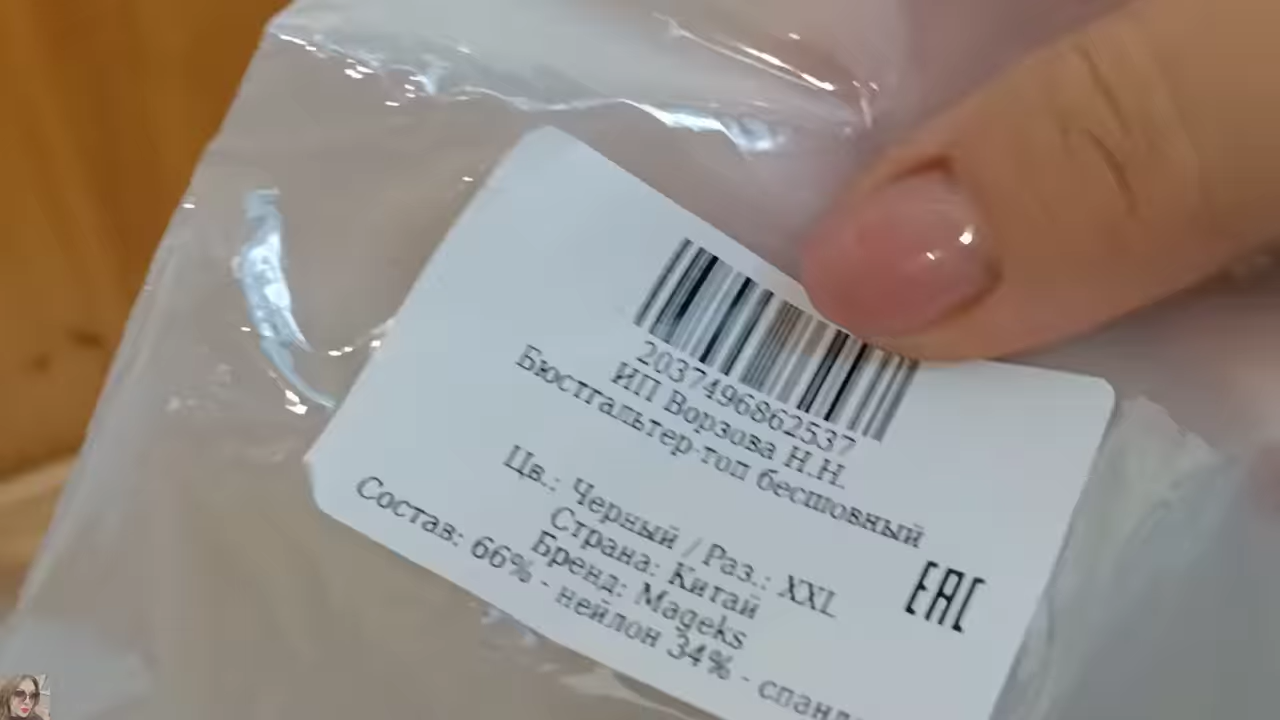 2037496862537
ИП Ворзова Н.Н.
Бюстгальтер-топ бесшовный
Цв.: Черный / Раз.: XXL
Страна: Китай
Бренд: Mageks
Состав: 66% - нейлон 34% -
EAC